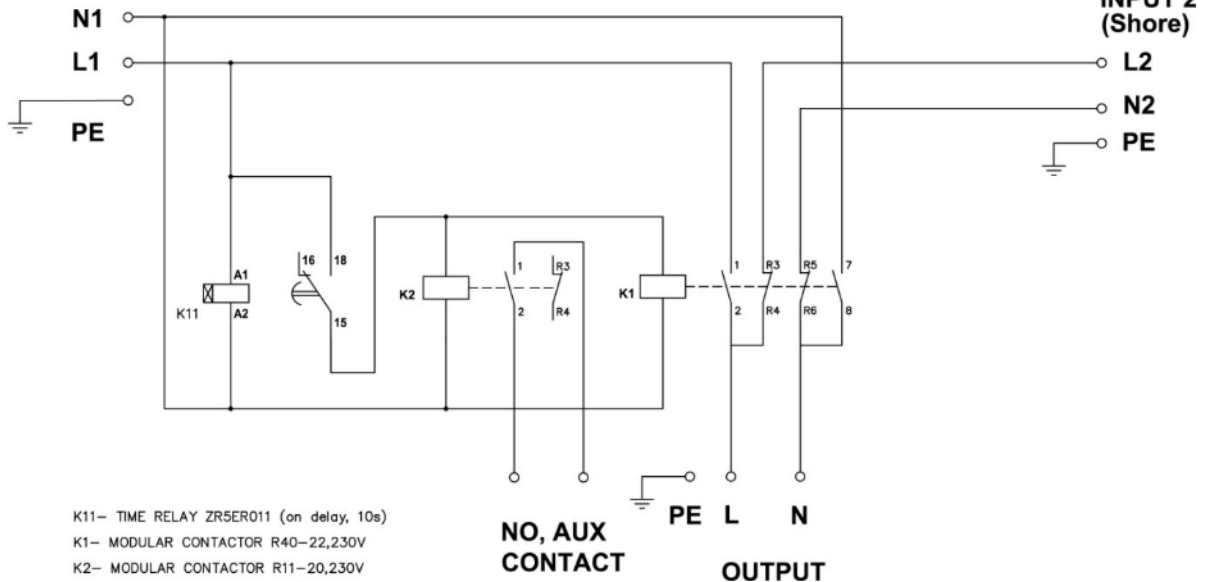 INPUT 2
(Shore)
N1
L1
L2
N2
PE
PE
16
18
A1
A2
K11
15
K2
1
R3
2
R4
K1
1
R3
R5
7
2
R4
R6
8
K11- TIME RELAY ZR5ER011 (on delay, 10s)
K1- MODULAR CONTACTOR R40-22,230V
K2- MODULAR CONTACTOR R11-20,230V
NO, AUX
CONTACT
PE L N
OUTPUT